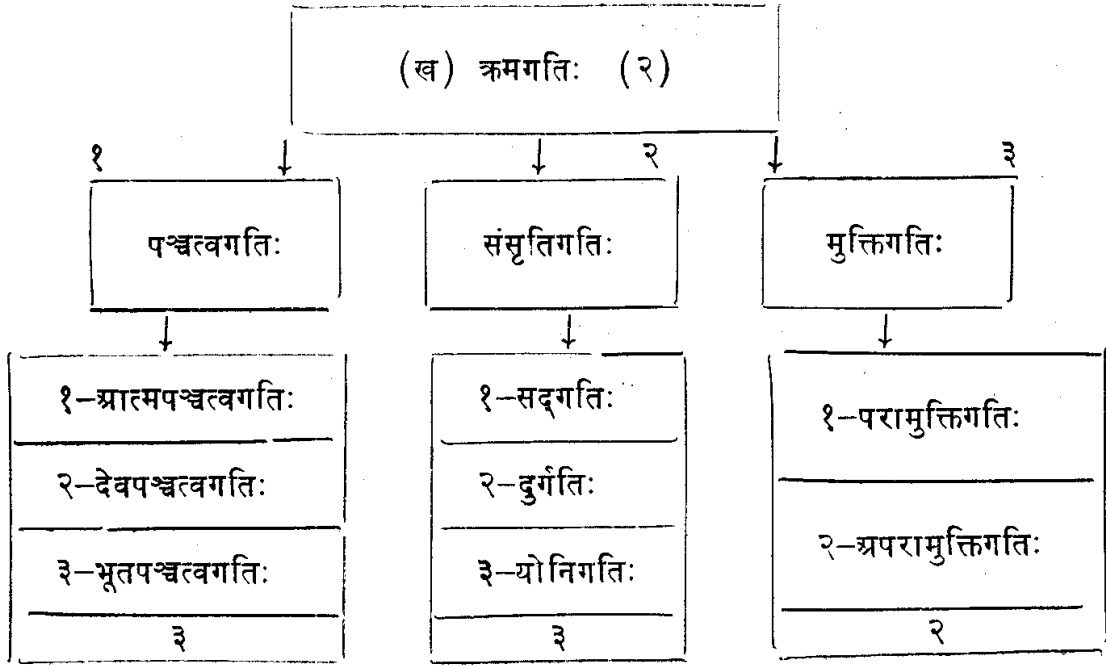 (ख) क्रमगतिः (२)
१ २ ३
पञ्चत्वगतिः संसृतिगतिः मुक्तिगतिः
१–आत्मपञ्चत्वगतिः
२–देवपञ्चत्वगतिः
३–भूतपञ्चत्वगतिः
३
१–सद्गतिः
२–दुर्गतिः
३–योनिगतिः
३
१–परामुक्तिगतिः
२–अपरामुक्तिगतिः
२